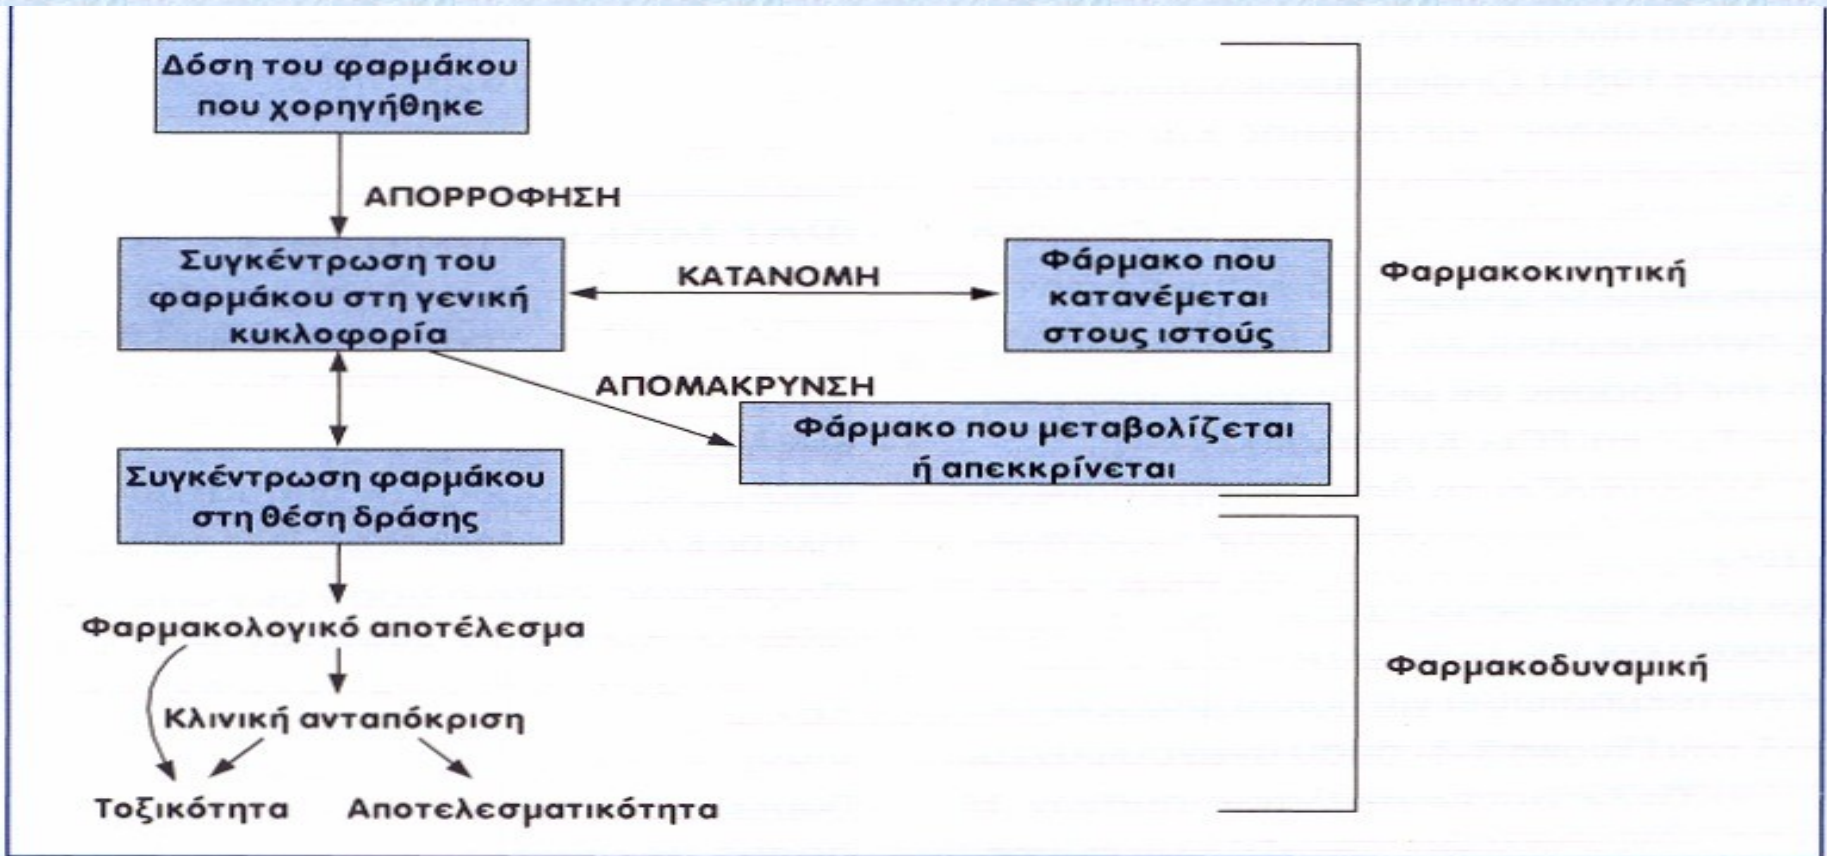 Δόση του φαρμάκου
που χορηγήθηκε
ΑΠΟΡΡΟΦΗΣΗ
Συγκέντρωση του
φαρμάκου στη γενική
κυκλοφορία
ΚΑΤΑΝΟΜΗ
Φάρμακο που
κατανέμεται
στους ιστούς
Φαρμακοκινητική
ΑΠΟΜΑΚΡΥΝΣΗ
Φάρμακο που μεταβολίζεται
ή απεκκρίνεται
Συγκέντρωση φαρμάκου
στη θέση δράσης
Φαρμακολογικό αποτέλεσμα
Φαρμακοδυναμική
Κλινική ανταπόκριση
Τοξικότητα
Αποτελεσματικότητα